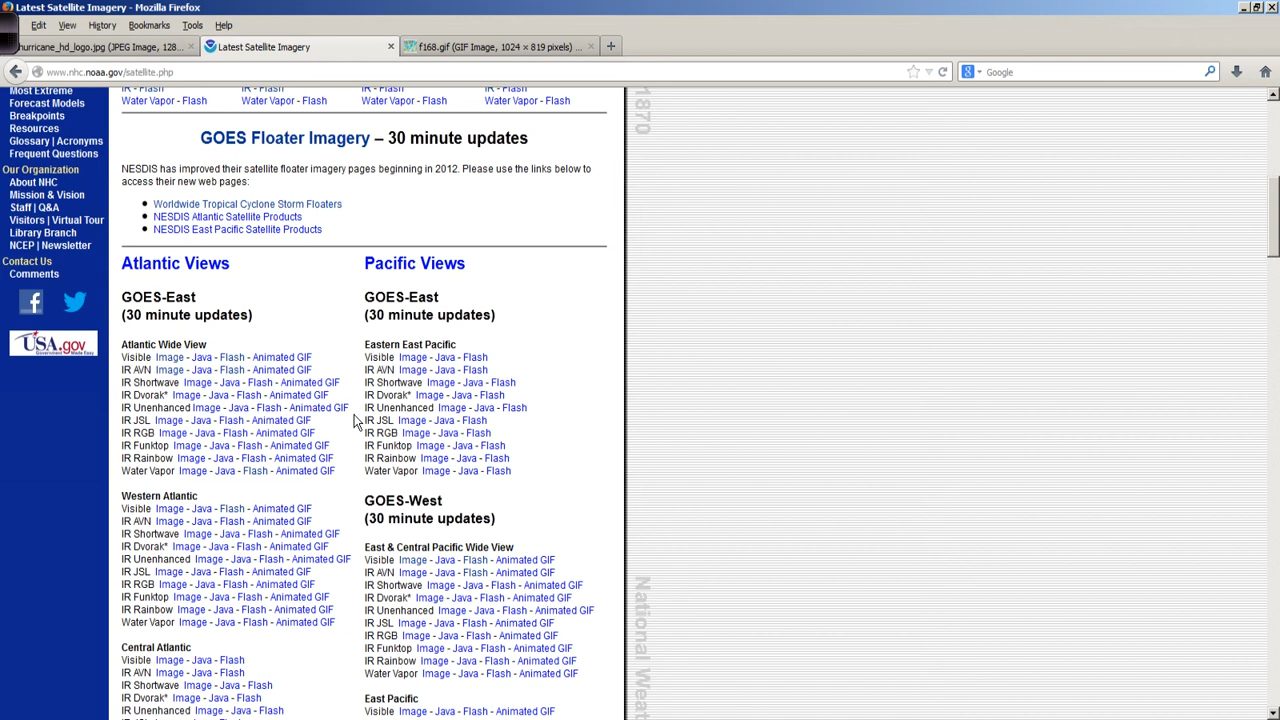 Latest Satellite Imagery - Mozilla Firefox
Edit View History Bookmarks Tools Help
hurricane_hd_logo.jpg (JPEG Image, 128... × Latest Satellite Imagery × f168.gif (GIF Image, 1024 × 819 pixels) ... × +
www.nhc.noaa.gov/satellite.php Google
Most Extreme
Forecast Models
Breakpoints
Resources
Glossary | Acronyms
Frequent Questions
Our Organization
About NHC
Mission & Vision
Staff | Q&A
Visitors | Virtual Tour
Library Branch
NCEP | Newsletter
Contact Us
Comments
USA.gov
Government Made Easy
IR - Flash IR - Flash IR - Flash IR - Flash
Water Vapor - Flash Water Vapor - Flash Water Vapor - Flash Water Vapor - Flash
GOES Floater Imagery – 30 minute updates
NESDIS has improved their satellite floater imagery pages beginning in 2012. Please use the links below to
access their new web pages:
Worldwide Tropical Cyclone Storm Floaters
NESDIS Atlantic Satellite Products
NESDIS East Pacific Satellite Products
Atlantic Views
GOES-East
(30 minute updates)
Atlantic Wide View
Visible Image - Java - Flash - Animated GIF
IR AVN Image - Java - Flash - Animated GIF
IR Shortwave Image - Java - Flash - Animated GIF
IR Dvorak* Image - Java - Flash - Animated GIF
IR Unenhanced Image - Java - Flash - Animated GIF
IR JSL Image - Java - Flash - Animated GIF
IR RGB Image - Java - Flash - Animated GIF
IR Funktop Image - Java - Flash - Animated GIF
IR Rainbow Image - Java - Flash - Animated GIF
Water Vapor Image - Java - Flash - Animated GIF
Western Atlantic
Visible Image - Java - Flash - Animated GIF
IR AVN Image - Java - Flash - Animated GIF
IR Shortwave Image - Java - Flash - Animated GIF
IR Dvorak* Image - Java - Flash - Animated GIF
IR Unenhanced Image - Java - Flash - Animated GIF
IR JSL Image - Java - Flash - Animated GIF
IR RGB Image - Java - Flash - Animated GIF
IR Funktop Image - Java - Flash - Animated GIF
IR Rainbow Image - Java - Flash - Animated GIF
Water Vapor Image - Java - Flash - Animated GIF
Central Atlantic
Visible Image - Java - Flash
IR AVN Image - Java - Flash
IR Shortwave Image - Java - Flash
IR Dvorak* Image - Java - Flash
IR Unenhanced Image - Java - Flash
Pacific Views
GOES-East
(30 minute updates)
Eastern East Pacific
Visible Image - Java - Flash
IR AVN Image - Java - Flash
IR Shortwave Image - Java - Flash
IR Dvorak* Image - Java - Flash
IR Unenhanced Image - Java - Flash
IR JSL Image - Java - Flash
IR RGB Image - Java - Flash
IR Funktop Image - Java - Flash
IR Rainbow Image - Java - Flash
Water Vapor Image - Java - Flash
GOES-West
(30 minute updates)
East & Central Pacific Wide View
Visible Image - Java - Flash - Animated GIF
IR AVN Image - Java - Flash - Animated GIF
IR Shortwave Image - Java - Flash - Animated GIF
IR Dvorak* Image - Java - Flash - Animated GIF
IR Unenhanced Image - Java - Flash - Animated GIF
IR JSL Image - Java - Flash - Animated GIF
IR RGB Image - Java - Flash - Animated GIF
IR Funktop Image - Java - Flash - Animated GIF
IR Rainbow Image - Java - Flash - Animated GIF
Water Vapor Image - Java - Flash - Animated GIF
East Pacific
Visible Image - Java - Flash - Animated GIF
1870
National Weat